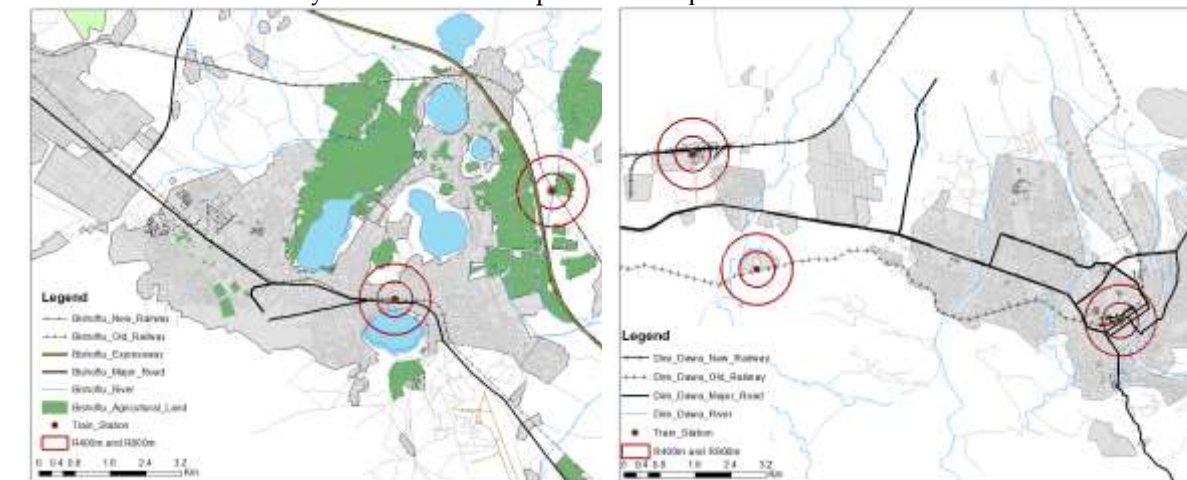 Legend
Bishoftu_New_Railway
Bishoftu_Old_Railway
Bishoftu_Expressway
Bishoftu_Major_Road
Bishoftu_River
Bishoftu_Agricultural_Land
Train_Station
R400m and R800m
0 0.4 0.8 1.6 2.4 3.2
Km
Legend
Dire_Dawa_New_Railway
Dire_Dawa_Old_Railway
Dire_Dawa_Major_Road
Dire_Dawa_River
Train_Station
R400m and R800m
0 0.4 0.8 1.6 2.4 3.2
Km